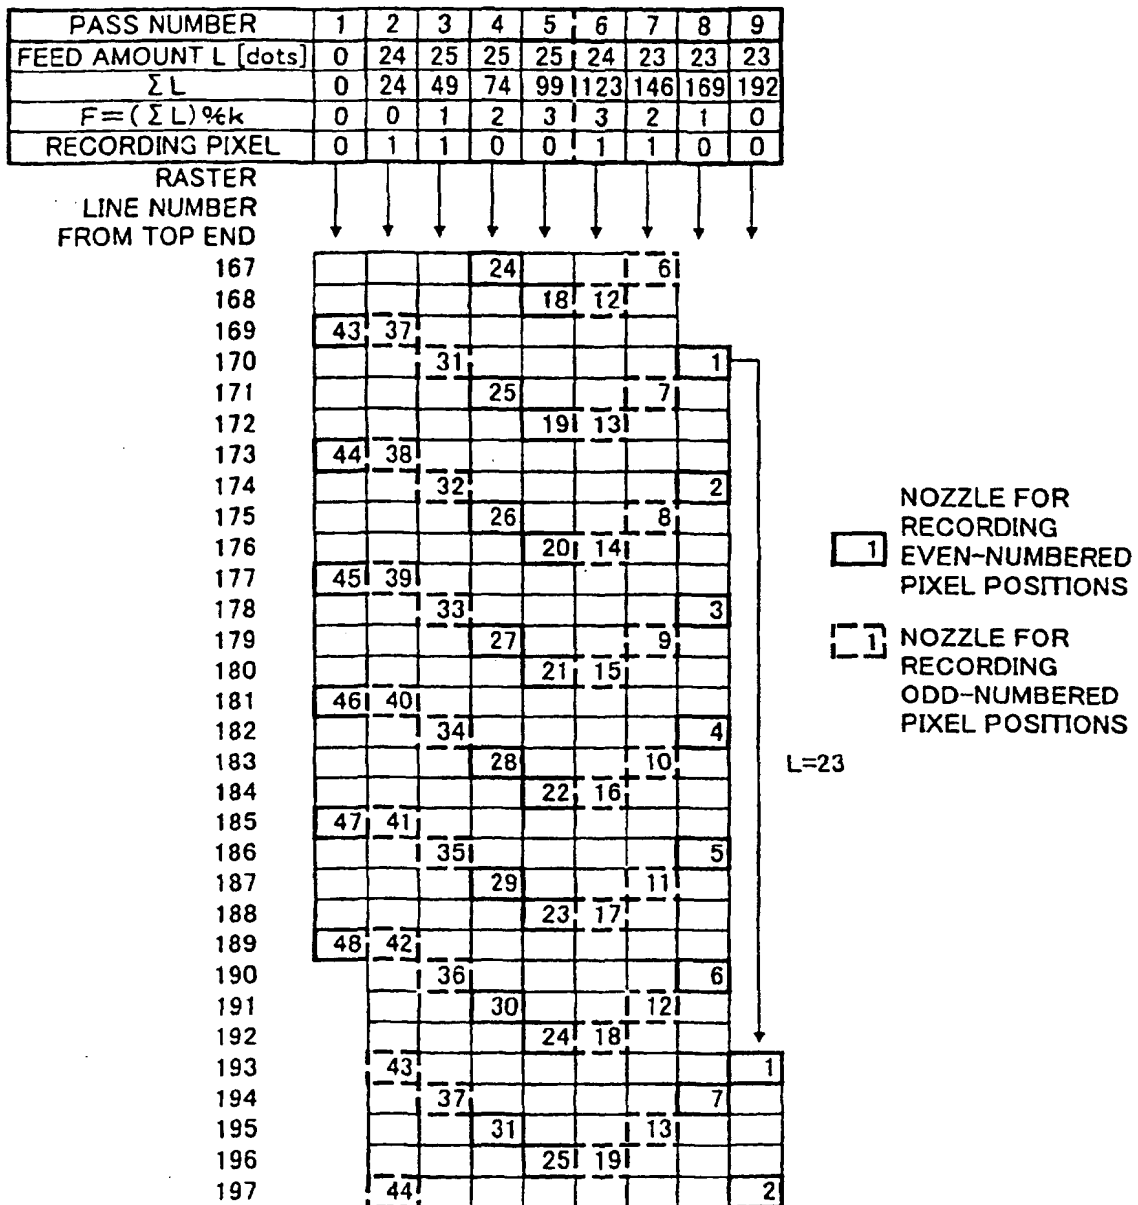 PASS NUMBER 1 2 3 4 5 6 7 8 9
FEED AMOUNT L [dots] 0 24 25 25 25 24 23 23 23
ΣL 0 24 49 74 99 123 146 169 192
F=(ΣL)%k 0 0 1 2 3 3 2 1 0
RECORDING PIXEL 0 1 1 0 0 1 1 0 0
RASTER
LINE NUMBER
FROM TOP END
167 24 6
168 18 12
169 43 37
170 31 1
171 25 7
172 19 13
173 44 38
174 32 2
175 26 8
176 20 14
177 45 39
178 33 3
179 27 9
180 21 15
181 46 40
182 34 4
183 28 10
184 22 16
185 47 41
186 35 5
187 29 11
188 23 17
189 48 42
190 36 6
191 30 12
192 24 18
193 43 1
194 37 7
195 31 13
196 25 19
197 44 2
L=23
1 NOZZLE FOR
RECORDING
EVEN-NUMBERED
PIXEL POSITIONS
1 NOZZLE FOR
RECORDING
ODD-NUMBERED
PIXEL POSITIONS